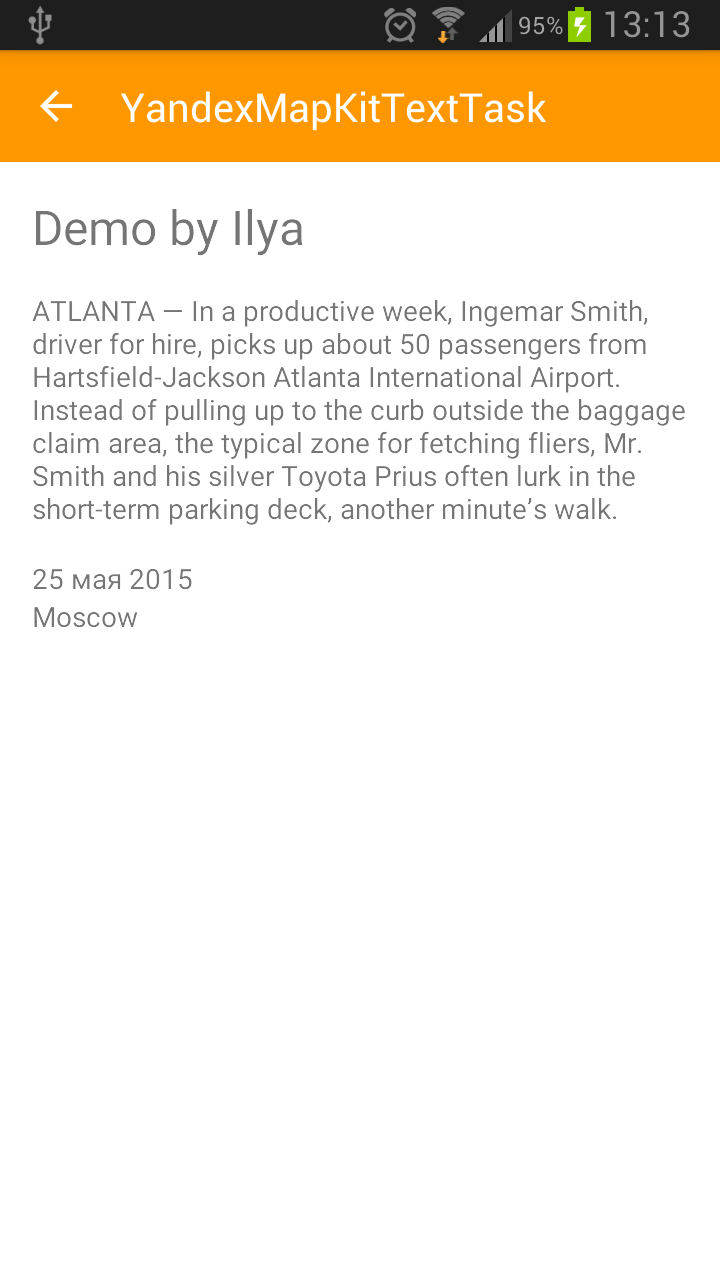 95% 13:13
YandexMapKitTextTask
Demo by Ilya
ATLANTA — In a productive week, Ingemar Smith,
driver for hire, picks up about 50 passengers from
Hartsfield-Jackson Atlanta International Airport.
Instead of pulling up to the curb outside the baggage
claim area, the typical zone for fetching fliers, Mr.
Smith and his silver Toyota Prius often lurk in the
short-term parking deck, another minute’s walk.
25 мая 2015
Moscow